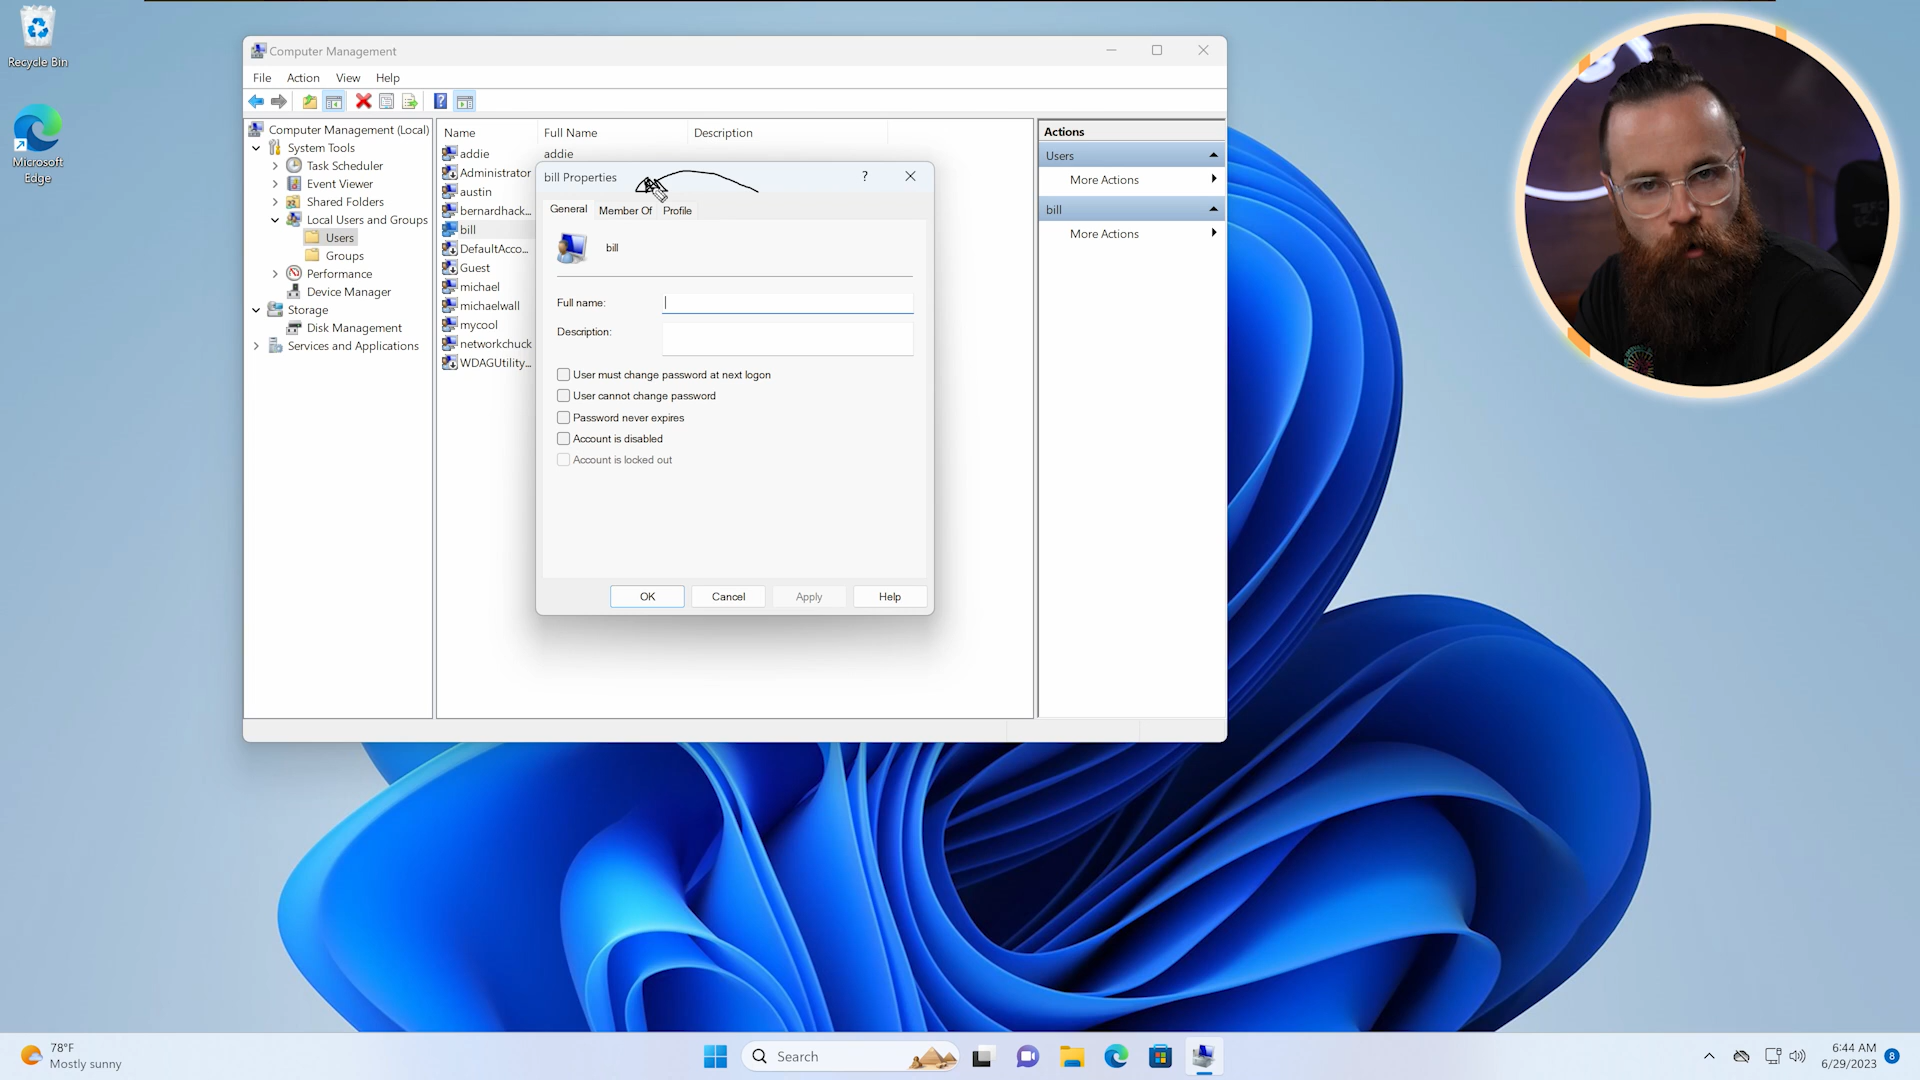 Recycle Bin
Microsoft
Edge
Computer Management
File Action View Help
Computer Management (Local)
System Tools
Task Scheduler
Event Viewer
Shared Folders
Local Users and Groups
Users
Groups
Performance
Device Manager
Storage
Disk Management
Services and Applications
Name Full Name Description
addie addie
Administrator
austin
bernardhack...
bill
DefaultAcco...
Guest
michael
michaelwall
mycool
networkchuck
WDAGUtility...
bill Properties
General Member Of Profile
bill
Full name:
Description:
User must change password at next logon
User cannot change password
Password never expires
Account is disabled
Account is locked out
OK Cancel Apply Help
Actions
Users
More Actions
bill
More Actions
78°F
Mostly sunny
Search
6:44 AM
6/29/2023
8